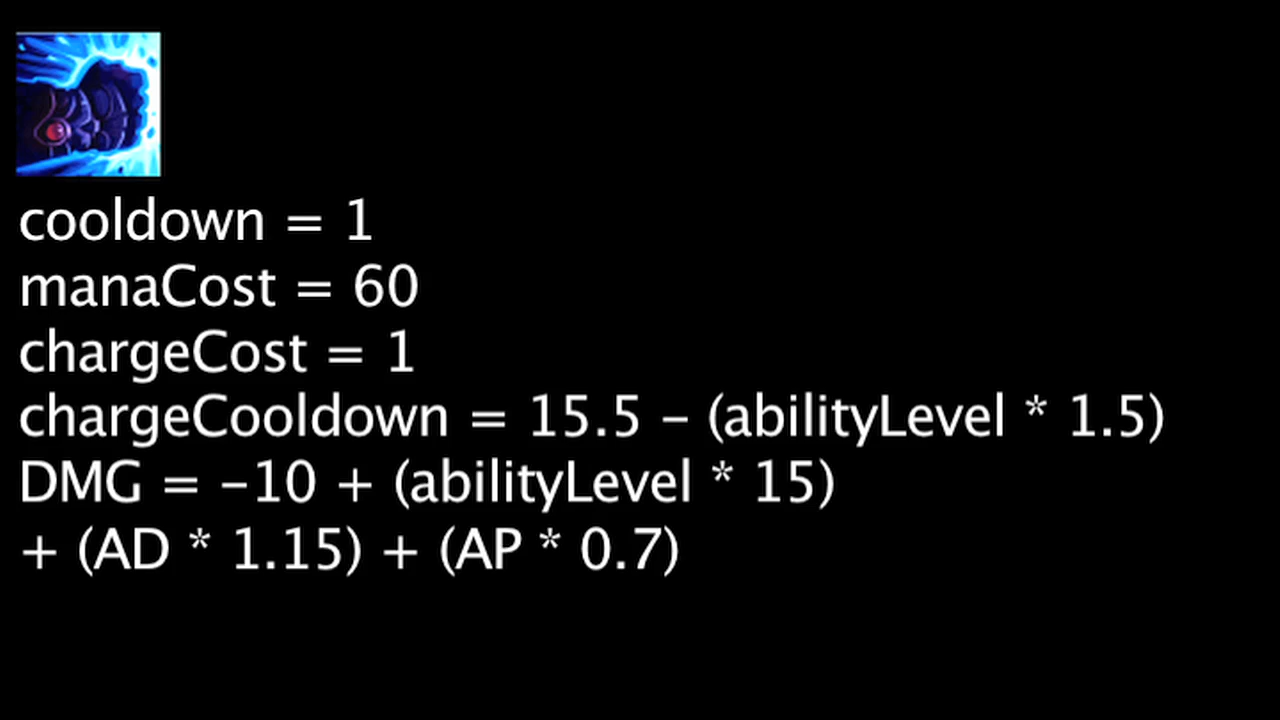 cooldown = 1
manaCost = 60
chargeCost = 1
chargeCooldown = 15.5 – (abilityLevel * 1.5)
DMG = –10 + (abilityLevel * 15)
+ (AD * 1.15) + (AP * 0.7)